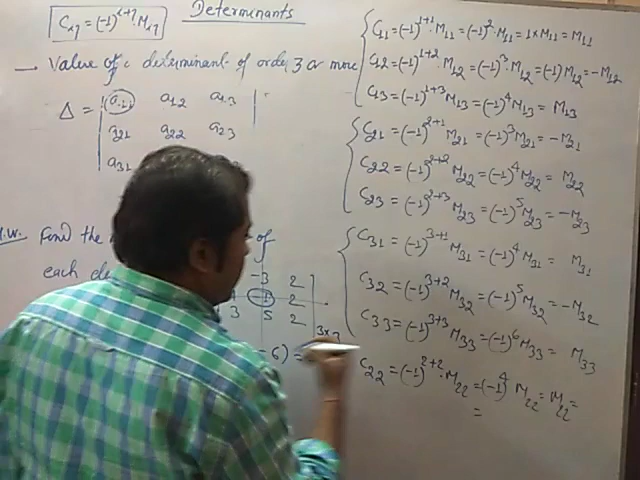 Determinants
Cij = (-1)^(i+j) Mij
— Value of a determinant of order 3 or more
Δ = | a11 a12 a13 |
a21 a22 a23
a31
H.W. Find the of
each ele
-3 2
-1 2
3 5 2
3x3
-6) =
C11 = (-1)^(1+1) · M11 = (-1)^2 · M11 = 1 x M11 = M11
C12 = (-1)^(1+2) · M12 = (-1)^3 · M12 = (-1) M12 = -M12
C13 = (-1)^(1+3) M13 = (-1)^4 M13 = M13
C21 = (-1)^(2+1) M21 = (-1)^3 M21 = -M21
C22 = (-1)^(2+2) M22 = (-1)^4 M22 = M22
C23 = (-1)^(2+3) M23 = (-1)^5 M23 = -M23
C31 = (-1)^(3+1) M31 = (-1)^4 M31 = M31
C32 = (-1)^(3+2) M32 = (-1)^5 M32 = -M32
C33 = (-1)^(3+3) M33 = (-1)^6 M33 = M33
C22 = (-1)^(2+2) · M22 = (-1)^4 M22 = M22 =
=